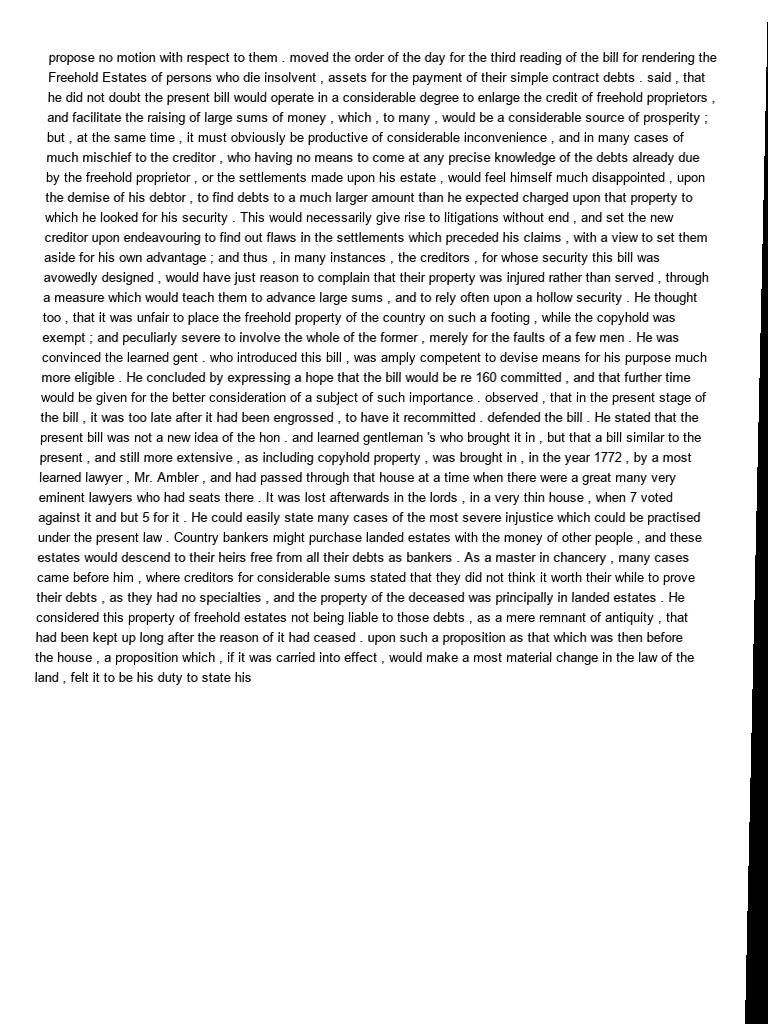 propose no motion with respect to them . moved the order of the day for the third reading of the bill for rendering the
Freehold Estates of persons who die insolvent , assets for the payment of their simple contract debts . said , that
he did not doubt the present bill would operate in a considerable degree to enlarge the credit of freehold proprietors ,
and facilitate the raising of large sums of money , which , to many , would be a considerable source of prosperity ;
but , at the same time , it must obviously be productive of considerable inconvenience , and in many cases of
much mischief to the creditor , who having no means to come at any precise knowledge of the debts already due
by the freehold proprietor , or the settlements made upon his estate , would feel himself much disappointed , upon
the demise of his debtor , to find debts to a much larger amount than he expected charged upon that property to
which he looked for his security . This would necessarily give rise to litigations without end , and set the new
creditor upon endeavouring to find out flaws in the settlements which preceded his claims , with a view to set them
aside for his own advantage ; and thus , in many instances , the creditors , for whose security this bill was
avowedly designed , would have just reason to complain that their property was injured rather than served , through
a measure which would teach them to advance large sums , and to rely often upon a hollow security . He thought
too , that it was unfair to place the freehold property of the country on such a footing , while the copyhold was
exempt ; and peculiarly severe to involve the whole of the former , merely for the faults of a few men . He was
convinced the learned gent . who introduced this bill , was amply competent to devise means for his purpose much
more eligible . He concluded by expressing a hope that the bill would be re 160 committed , and that further time
would be given for the better consideration of a subject of such importance . observed , that in the present stage of
the bill , it was too late after it had been engrossed , to have it recommitted . defended the bill . He stated that the
present bill was not a new idea of the hon . and learned gentleman 's who brought it in , but that a bill similar to the
present , and still more extensive , as including copyhold property , was brought in , in the year 1772 , by a most
learned lawyer , Mr. Ambler , and had passed through that house at a time when there were a great many very
eminent lawyers who had seats there . It was lost afterwards in the lords , in a very thin house , when 7 voted
against it and but 5 for it . He could easily state many cases of the most severe injustice which could be practised
under the present law . Country bankers might purchase landed estates with the money of other people , and these
estates would descend to their heirs free from all their debts as bankers . As a master in chancery , many cases
came before him , where creditors for considerable sums stated that they did not think it worth their while to prove
their debts , as they had no specialties , and the property of the deceased was principally in landed estates . He
considered this property of freehold estates not being liable to those debts , as a mere remnant of antiquity , that
had been kept up long after the reason of it had ceased . upon such a proposition as that which was then before
the house , a proposition which , if it was carried into effect , would make a most material change in the law of the
land , felt it to be his duty to state his